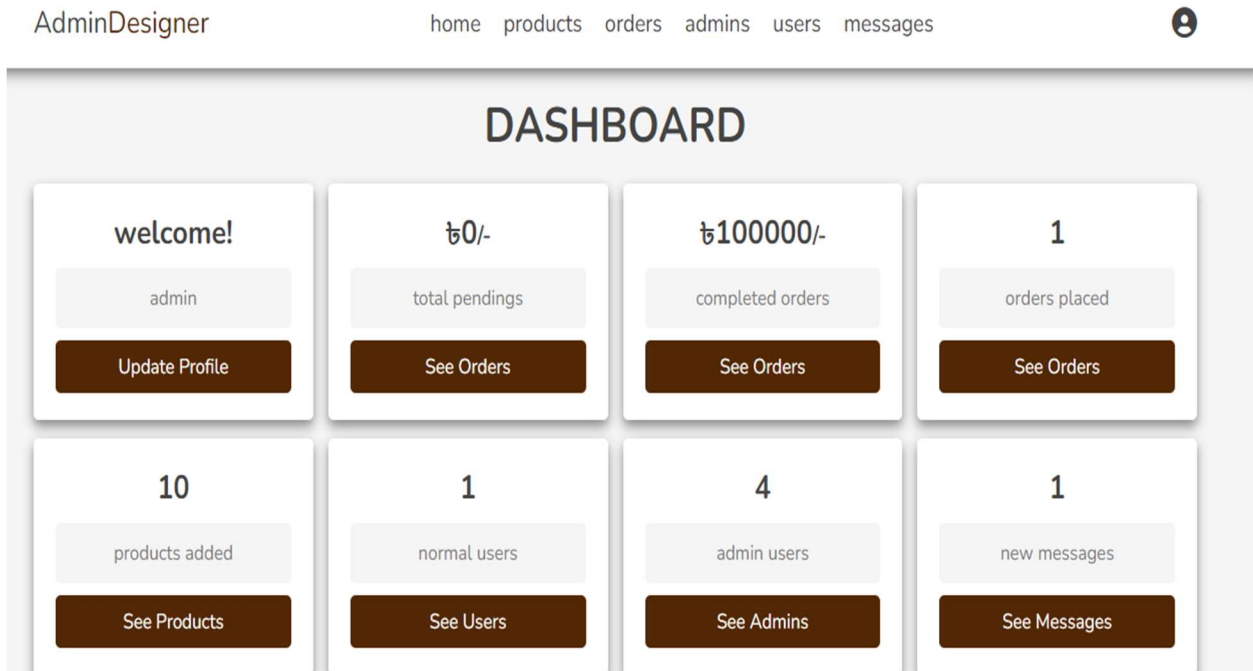 AdminDesigner home products orders admins users messages
DASHBOARD
welcome!
admin
Update Profile
৳0/-
total pendings
See Orders
৳100000/-
completed orders
See Orders
1
orders placed
See Orders
10
products added
See Products
1
normal users
See Users
4
admin users
See Admins
1
new messages
See Messages